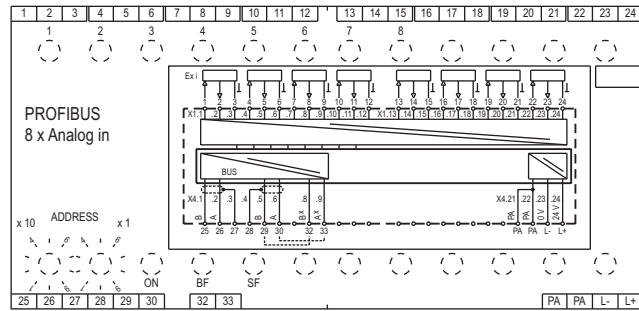 1 2 3 4 5 6 7 8 9 10 11 12 13 14 15 16 17 18 19 20 21 22 23 24
1 2 3 4 5 6 7 8
Ex i
1 2 3 4 5 6 7 8 9 10 11 12 13 14 15 16 17 18 19 20 21 22 23 24
X1.1 .2 .3 .4 .5 .6 .7 .8 .9 .10 .11 .12 X1.13 .14 .15 .16 .17 .18 .19 .20 .21 .22 .23 .24
PROFIBUS
8 x Analog in
BUS
X4.1 .2 .3 .4 .5 .6 .8 .9 X4.21 .22 .23 .24
B A B A Bx Ax PA PA 0 V 24 V
25 26 27 28 29 30 32 33 PA PA L- L+
ADDRESS
x 10 x 1
4 6 4 6
ON BF SF
25 26 27 28 29 30 32 33 PA PA L- L+